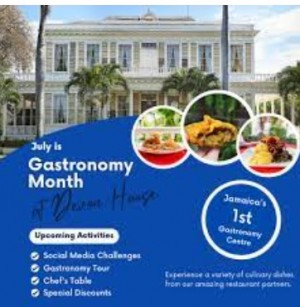 July is
Gastronomy
Month
at Devon House
Upcoming Activities
Social Media Challenges
Gastronomy Tour
Chef's Table
Special Discounts
Jamaica's
1st
Gastronomy
Centre
Experience a variety of culinary dishes
from our amazing restaurant partners.